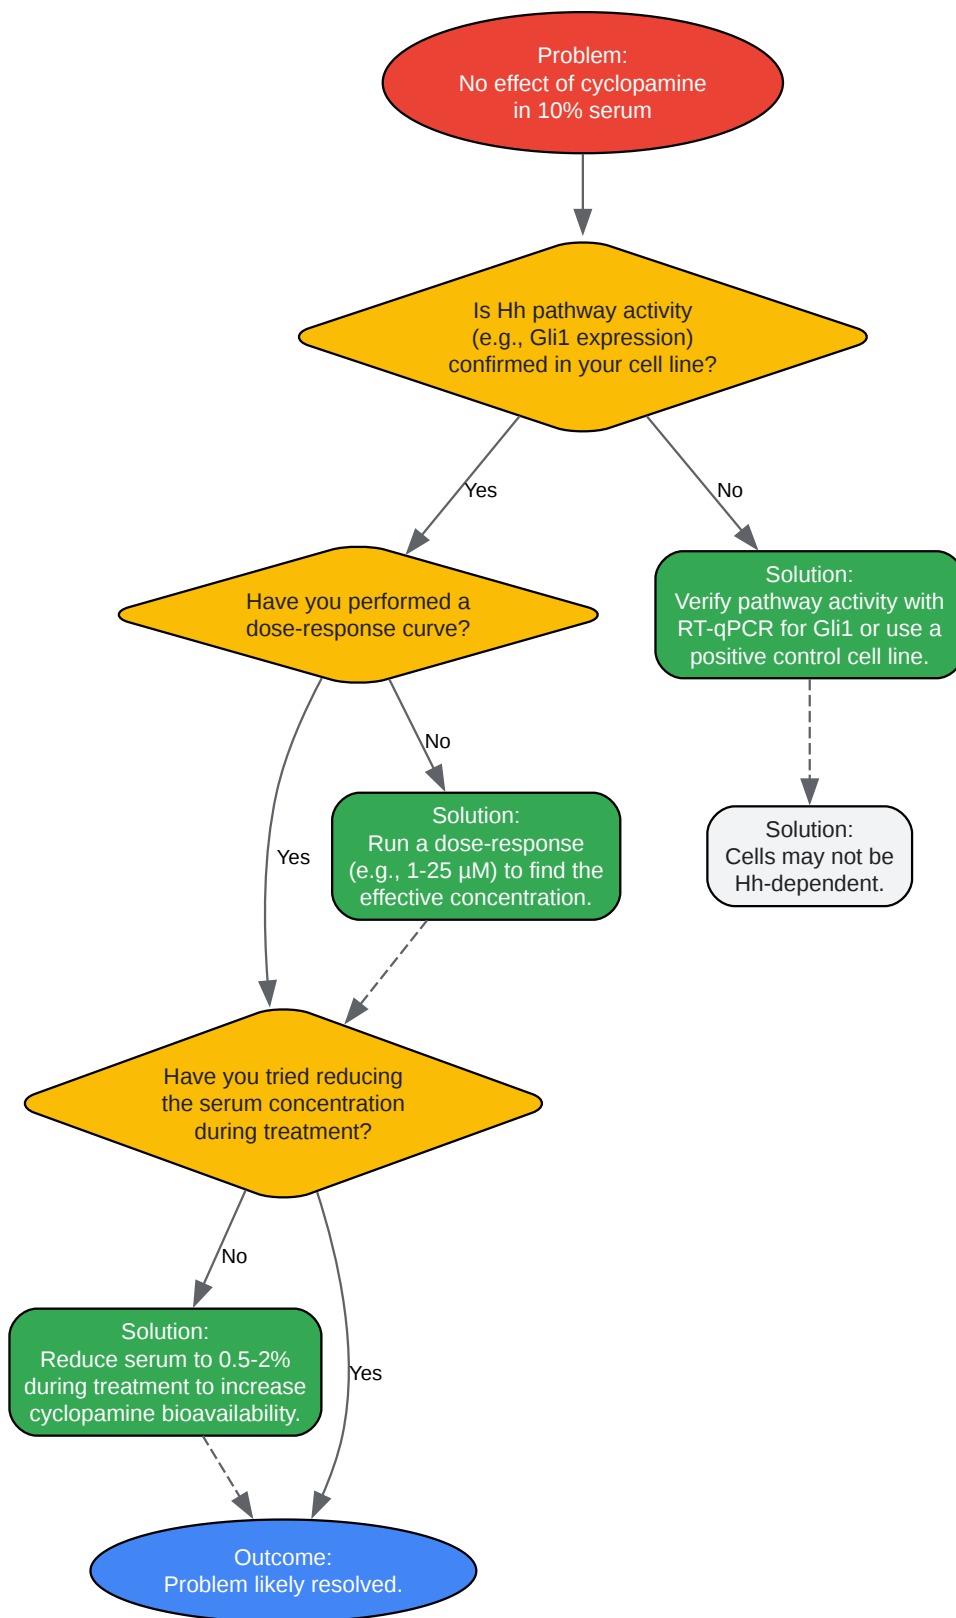 Problem:
No effect of cyclopamine
in 10% serum
Is Hh pathway activity
(e.g., Gli1 expression)
confirmed in your cell line?
Yes
No
Have you performed a
dose-response curve?
Solution:
Verify pathway activity with
RT-qPCR for Gli1 or use a
positive control cell line.
No
Yes
Solution:
Run a dose-response
(e.g., 1-25 µM) to find the
effective concentration.
Solution:
Cells may not be
Hh-dependent.
Have you tried reducing
the serum concentration
during treatment?
No
Yes
Solution:
Reduce serum to 0.5-2%
during treatment to increase
cyclopamine bioavailability.
Outcome:
Problem likely resolved.